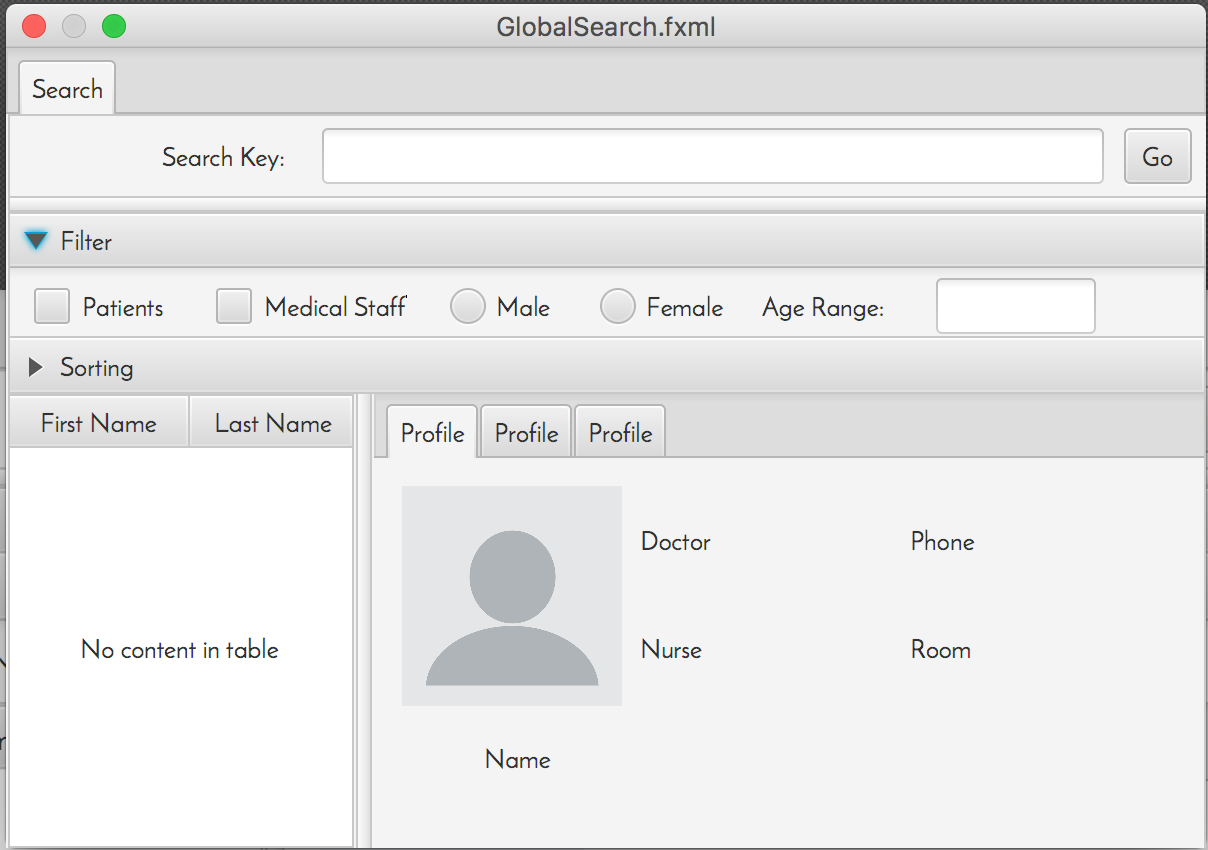 GlobalSearch.fxml
Search
Search Key: Go
Filter
Patients Medical Staff Male Female Age Range:
Sorting
First Name Last Name
Profile Profile Profile
Doctor Phone
No content in table
Nurse Room
Name